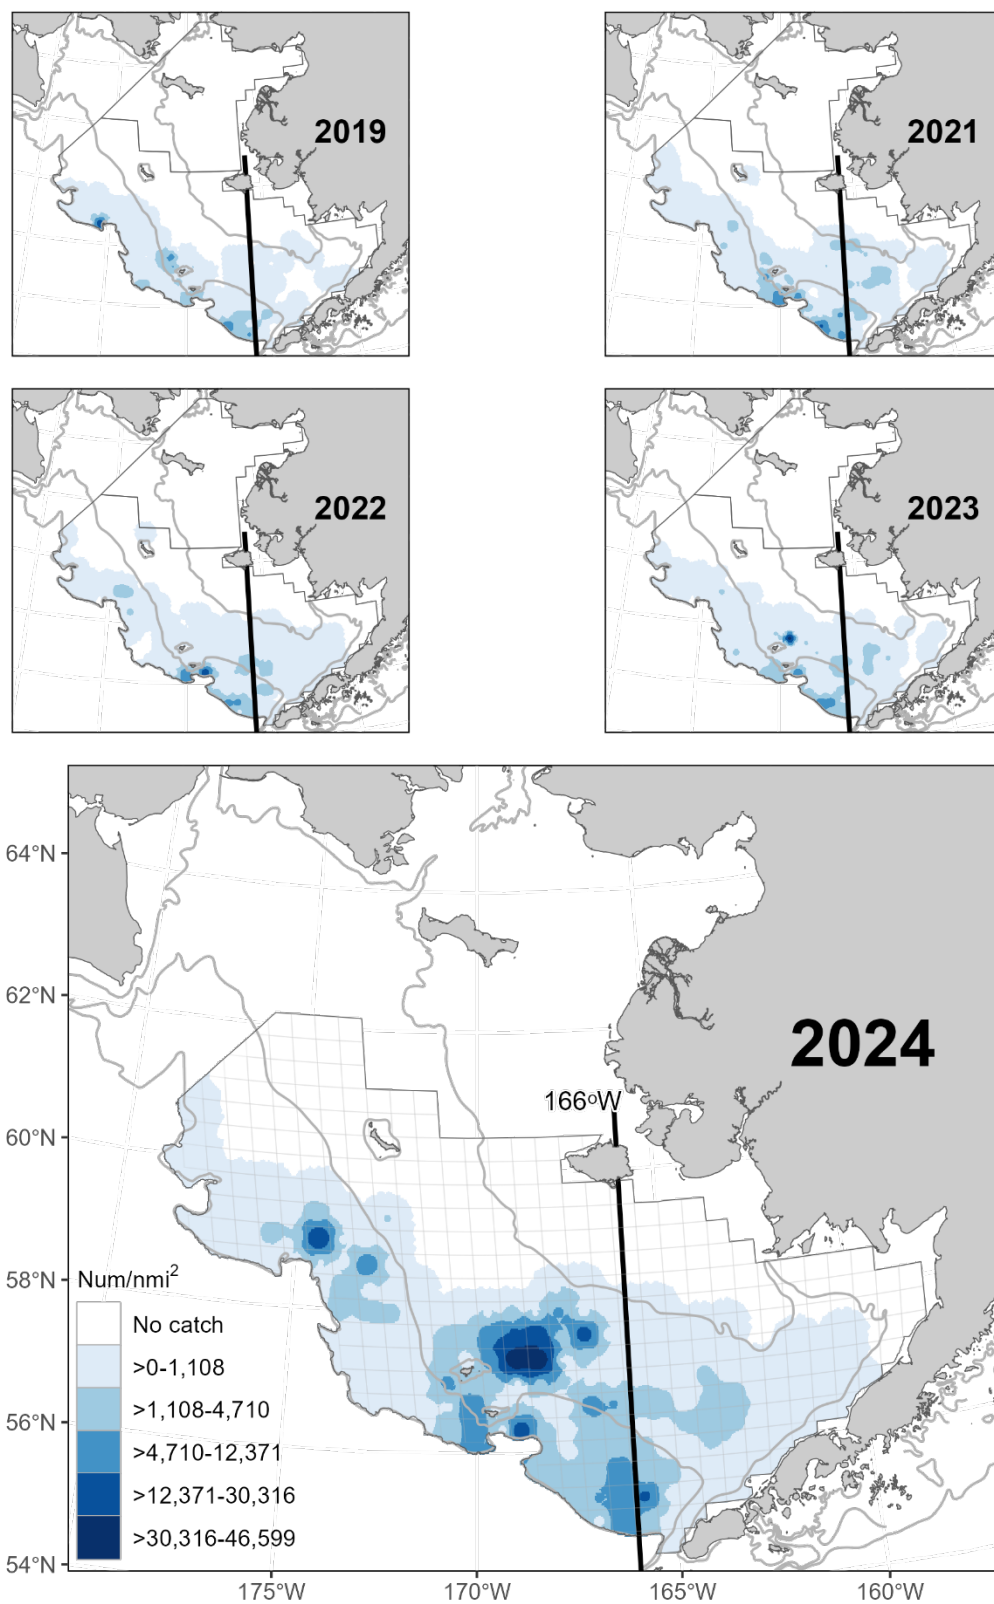 2019
2021
2022
2023
2024
166°W
64°N
62°N
60°N
58°N
56°N
54°N
Num/nmi²
No catch
>0-1,108
>1,108-4,710
>4,710-12,371
>12,371-30,316
>30,316-46,599
175°W 170°W 165°W 160°W